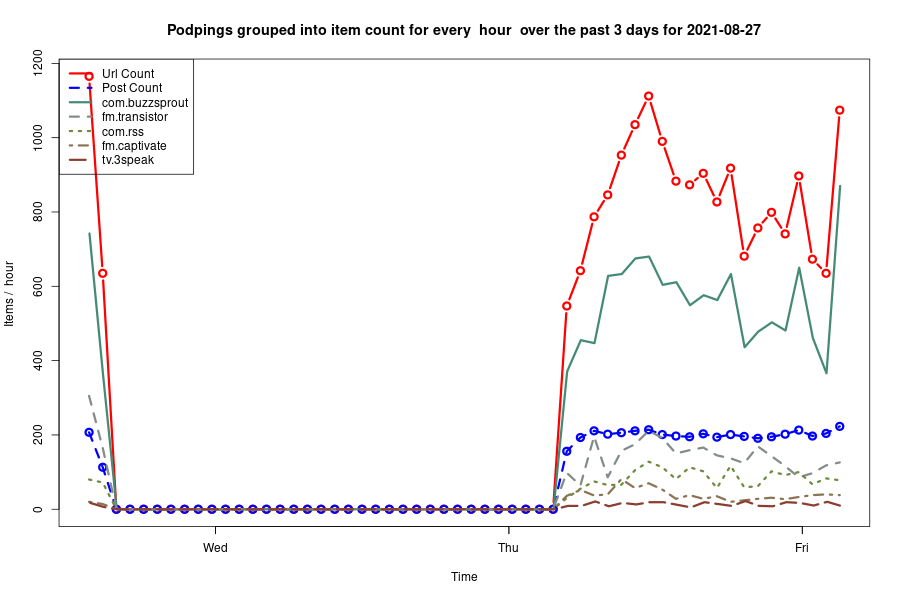 Podpings grouped into item count for every  hour  over the past 3 days for 2021-08-27
Url Count
Post Count
com.buzzsprout
fm.transistor
com.rss
fm.captivate
tv.3speak
Items /  hour
1200
1000
800
600
400
200
0
Wed
Thu
Fri
Time